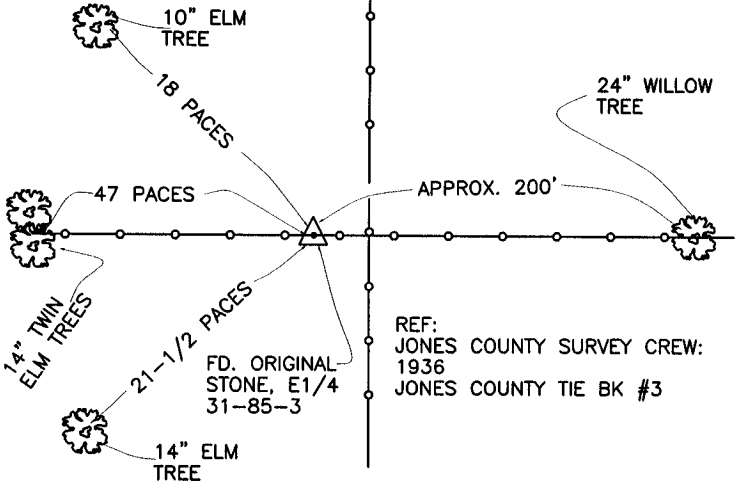 10" ELM
TREE
18 PACES
24" WILLOW
TREE
47 PACES
APPROX. 200'
14" TWIN
ELM TREES
21-1/2 PACES
FD. ORIGINAL
STONE, E1/4
31-85-3
REF:
JONES COUNTY SURVEY CREW:
1936
JONES COUNTY TIE BK #3
14" ELM
TREE